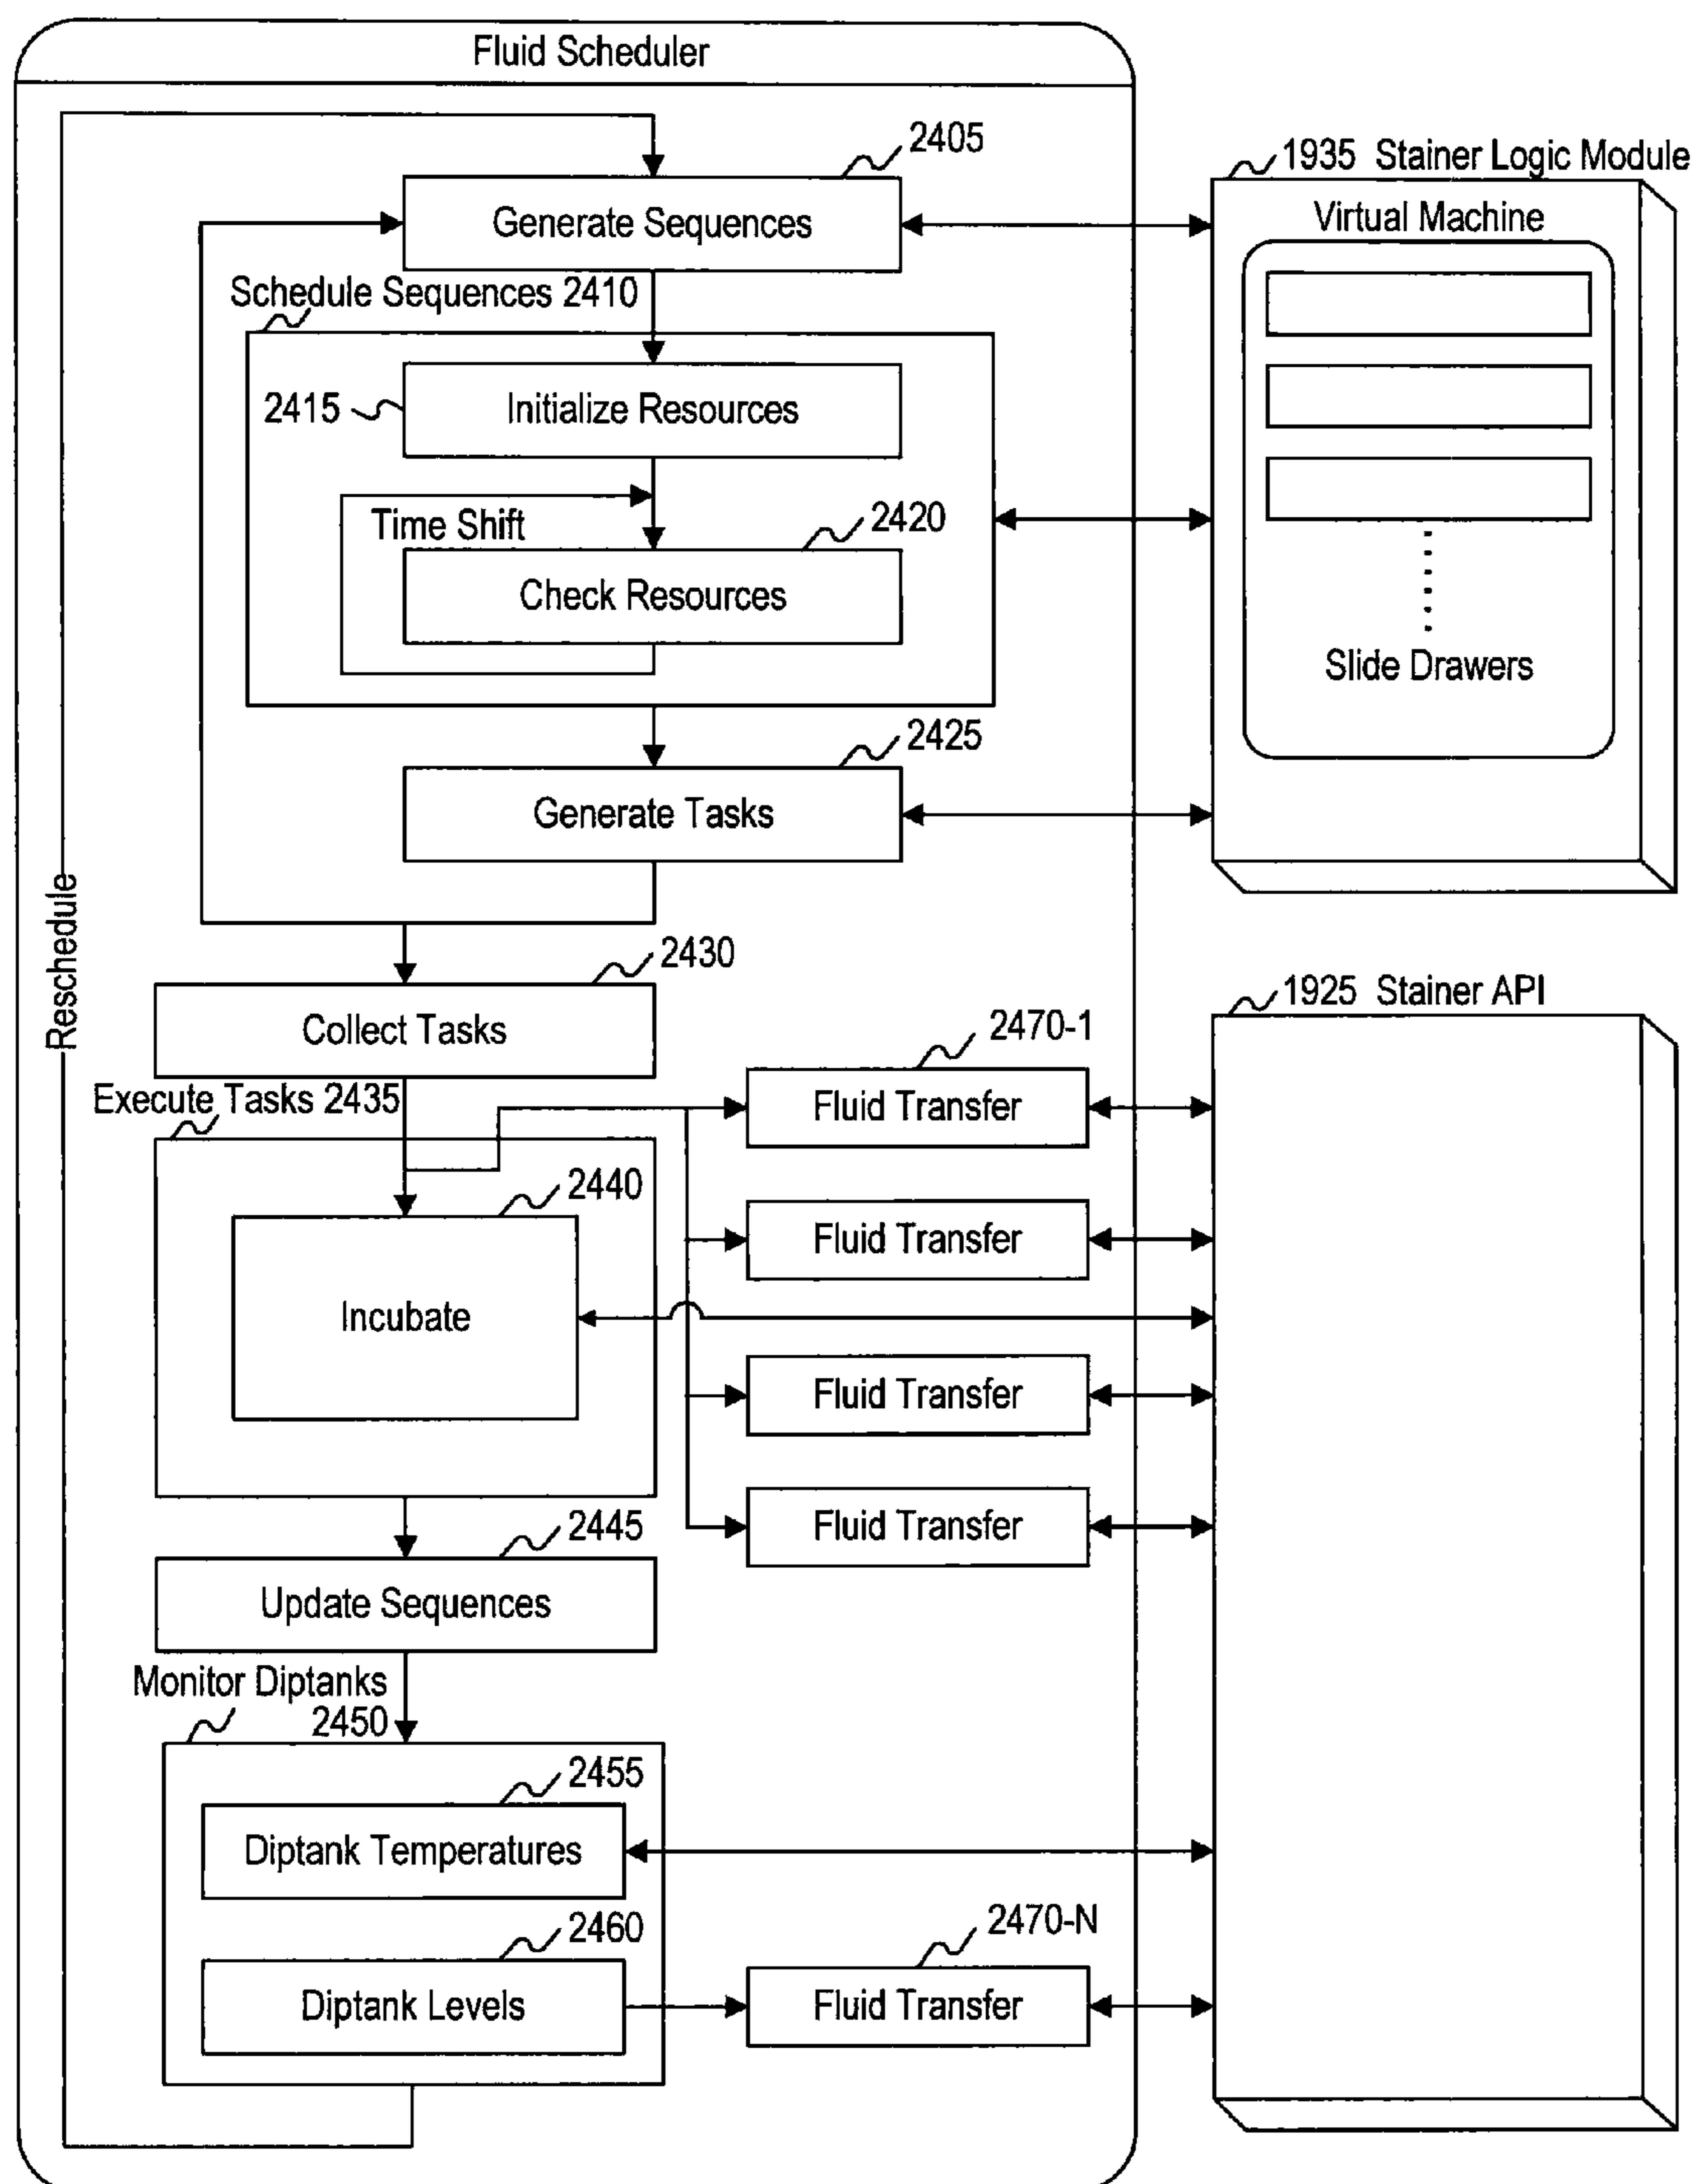 Fluid Scheduler
2405
Generate Sequences
1935 Stainer Logic Module
Virtual Machine
Schedule Sequences 2410
2415
Initialize Resources
Time Shift
2420
Check Resources
Slide Drawers
2425
Generate Tasks
Reschedule
2430
Collect Tasks
1925 Stainer API
Execute Tasks 2435
2470-1
Fluid Transfer
2440
Fluid Transfer
Incubate
Fluid Transfer
Fluid Transfer
2445
Update Sequences
Monitor Diptanks
2450
2455
Diptank Temperatures
2460
Diptank Levels
2470-N
Fluid Transfer